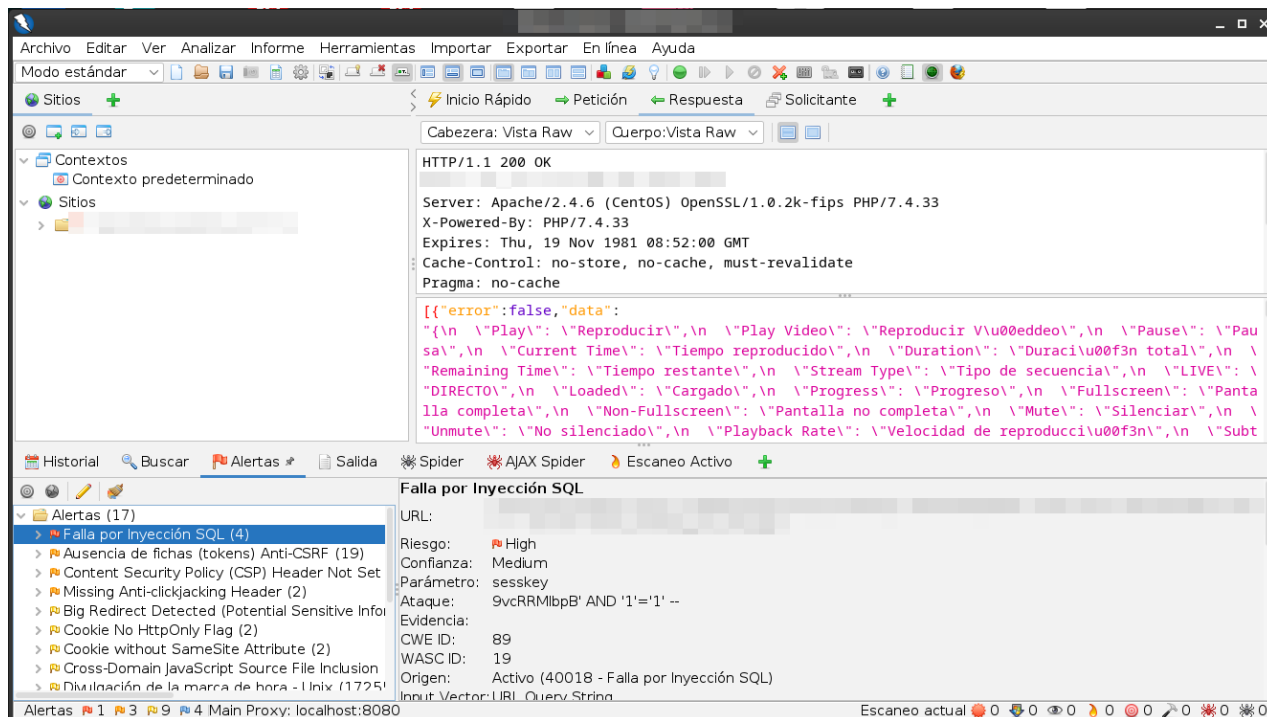 Archivo Editar Ver Analizar Informe Herramientas Importar Exportar En línea Ayuda
Modo estándar
Sitios
Inicio Rápido Petición Respuesta Solicitante
Cabezera: Vista Raw Cuerpo:Vista Raw
Contextos
Contexto predeterminado
Sitios
HTTP/1.1 200 OK
Server: Apache/2.4.6 (CentOS) OpenSSL/1.0.2k-fips PHP/7.4.33
X-Powered-By: PHP/7.4.33
Expires: Thu, 19 Nov 1981 08:52:00 GMT
Cache-Control: no-store, no-cache, must-revalidate
Pragma: no-cache
[{"error":false,"data":
"{\n  \"Play\": \"Reproducir\",\n  \"Play Video\": \"Reproducir V\u00eddeo\",\n  \"Pause\": \"Pau
sa\",\n  \"Current Time\": \"Tiempo reproducido\",\n  \"Duration\": \"Duraci\u00f3n total\",\n  \
"Remaining Time\": \"Tiempo restante\",\n  \"Stream Type\": \"Tipo de secuencia\",\n  \"LIVE\": \
"DIRECTO\",\n  \"Loaded\": \"Cargado\",\n  \"Progress\": \"Progreso\",\n  \"Fullscreen\": \"Panta
lla completa\",\n  \"Non-Fullscreen\": \"Pantalla no completa\",\n  \"Mute\": \"Silenciar\",\n  \
"Unmute\": \"No silenciado\",\n  \"Playback Rate\": \"Velocidad de reproducci\u00f3n\",\n  \"Subt
Historial Buscar Alertas Salida Spider AJAX Spider Escaneo Activo
Alertas (17)
Falla por Inyección SQL (4)
Ausencia de fichas (tokens) Anti-CSRF (19)
Content Security Policy (CSP) Header Not Set
Missing Anti-clickjacking Header (2)
Big Redirect Detected (Potential Sensitive Infor
Cookie No HttpOnly Flag (2)
Cookie without SameSite Attribute (2)
Cross-Domain JavaScript Source File Inclusion
Divulgación de la marca de hora - Unix (1725
Falla por Inyección SQL
URL:
Riesgo: High
Confianza: Medium
Parámetro: sesskey
Ataque: 9vcRRMlbpB' AND '1'='1' --
Evidencia:
CWE ID: 89
WASC ID: 19
Origen: Activo (40018 - Falla por Inyección SQL)
Input Vector: URL Query String
Alertas 1 3 9 4 Main Proxy: localhost:8080
Escaneo actual 0 0 0 0 0 0 0 0